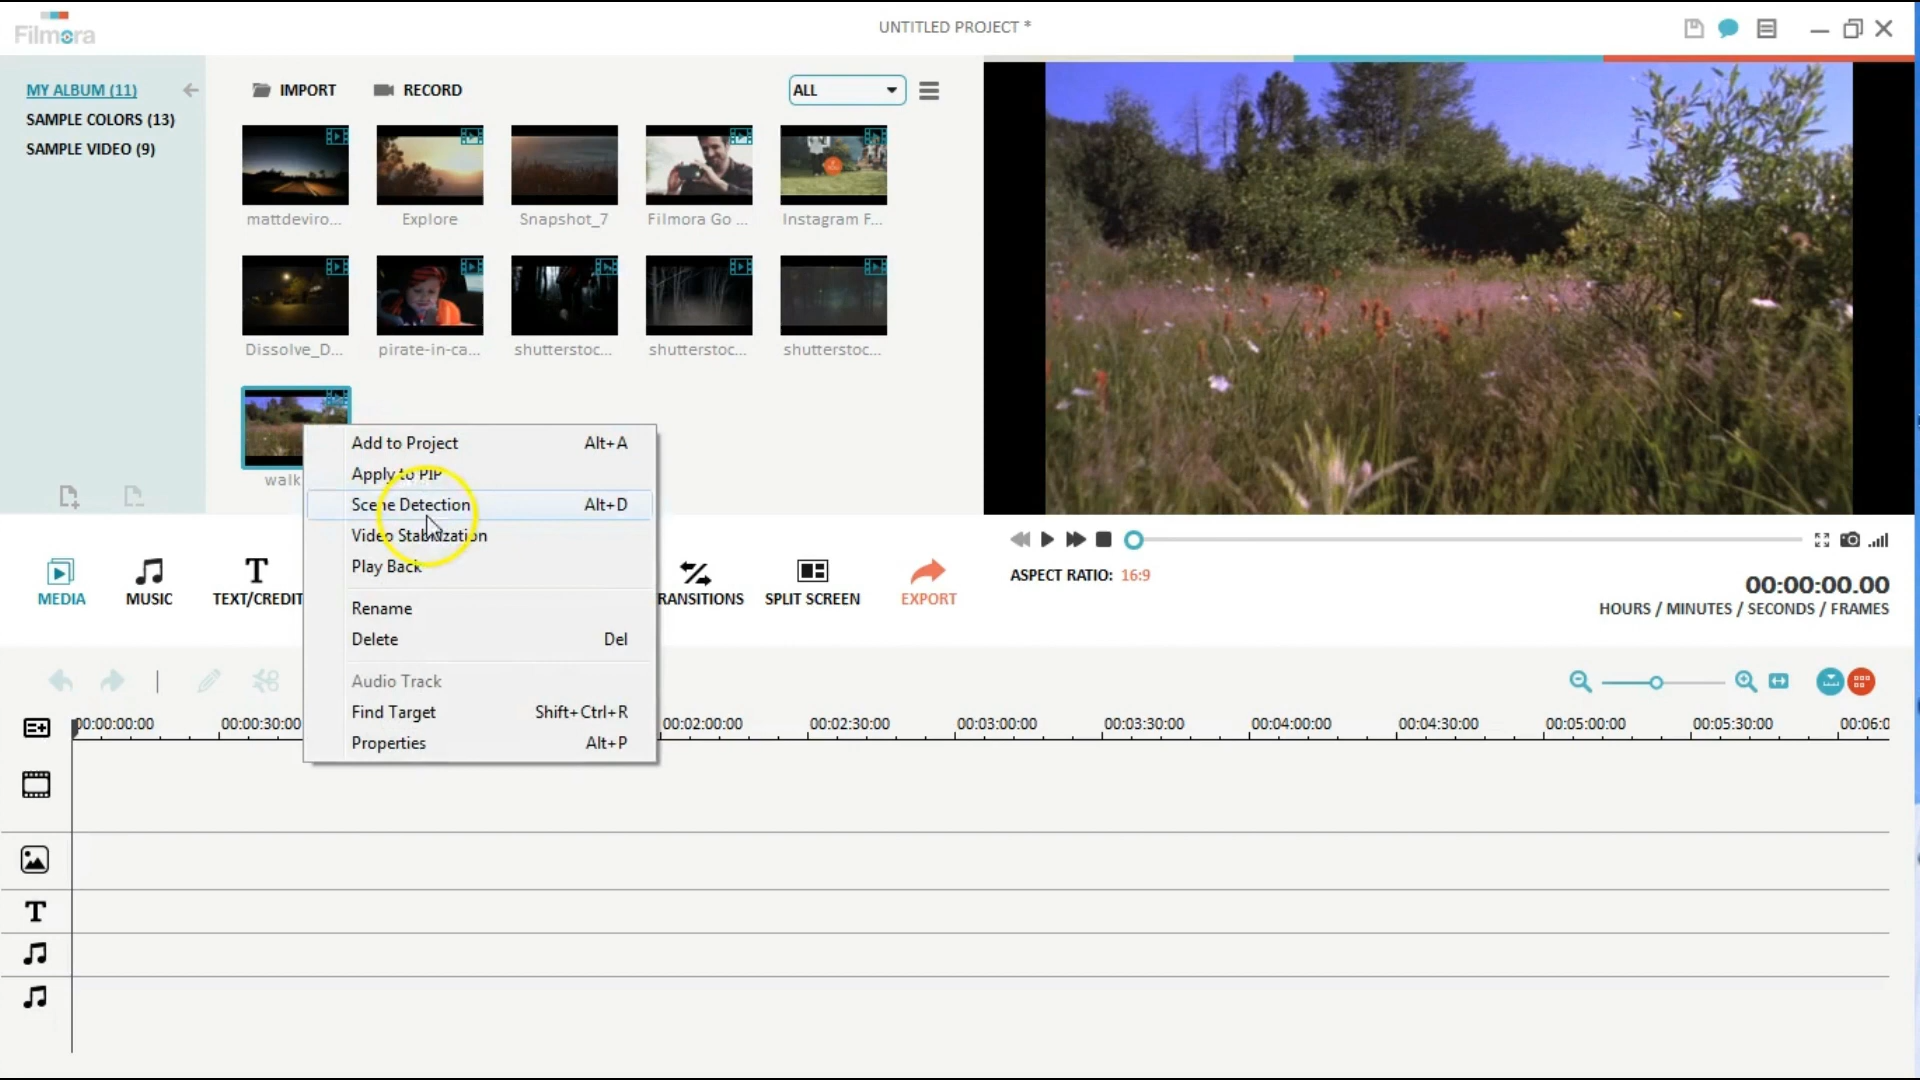 Filmora
UNTITLED PROJECT *
MY ALBUM (11)
SAMPLE COLORS (13)
SAMPLE VIDEO (9)
IMPORT
RECORD
ALL
mattdeviro...
Explore
Snapshot_7
Filmora Go ...
Instagram F...
Dissolve_D...
pirate-in-ca...
shutterstoc...
shutterstoc...
shutterstoc...
walk
Add to Project Alt+A
Apply to PIP
Scene Detection Alt+D
Video Stabilization
Play Back
Rename
Delete Del
Audio Track
Find Target Shift+Ctrl+R
Properties Alt+P
MEDIA
MUSIC
TEXT/CREDIT
RANSITIONS
SPLIT SCREEN
EXPORT
ASPECT RATIO: 16:9
00:00:00.00
HOURS / MINUTES / SECONDS / FRAMES
00:00:00:00
00:00:30:00
00:02:00:00
00:02:30:00
00:03:00:00
00:03:30:00
00:04:00:00
00:04:30:00
00:05:00:00
00:05:30:00
00:06:0